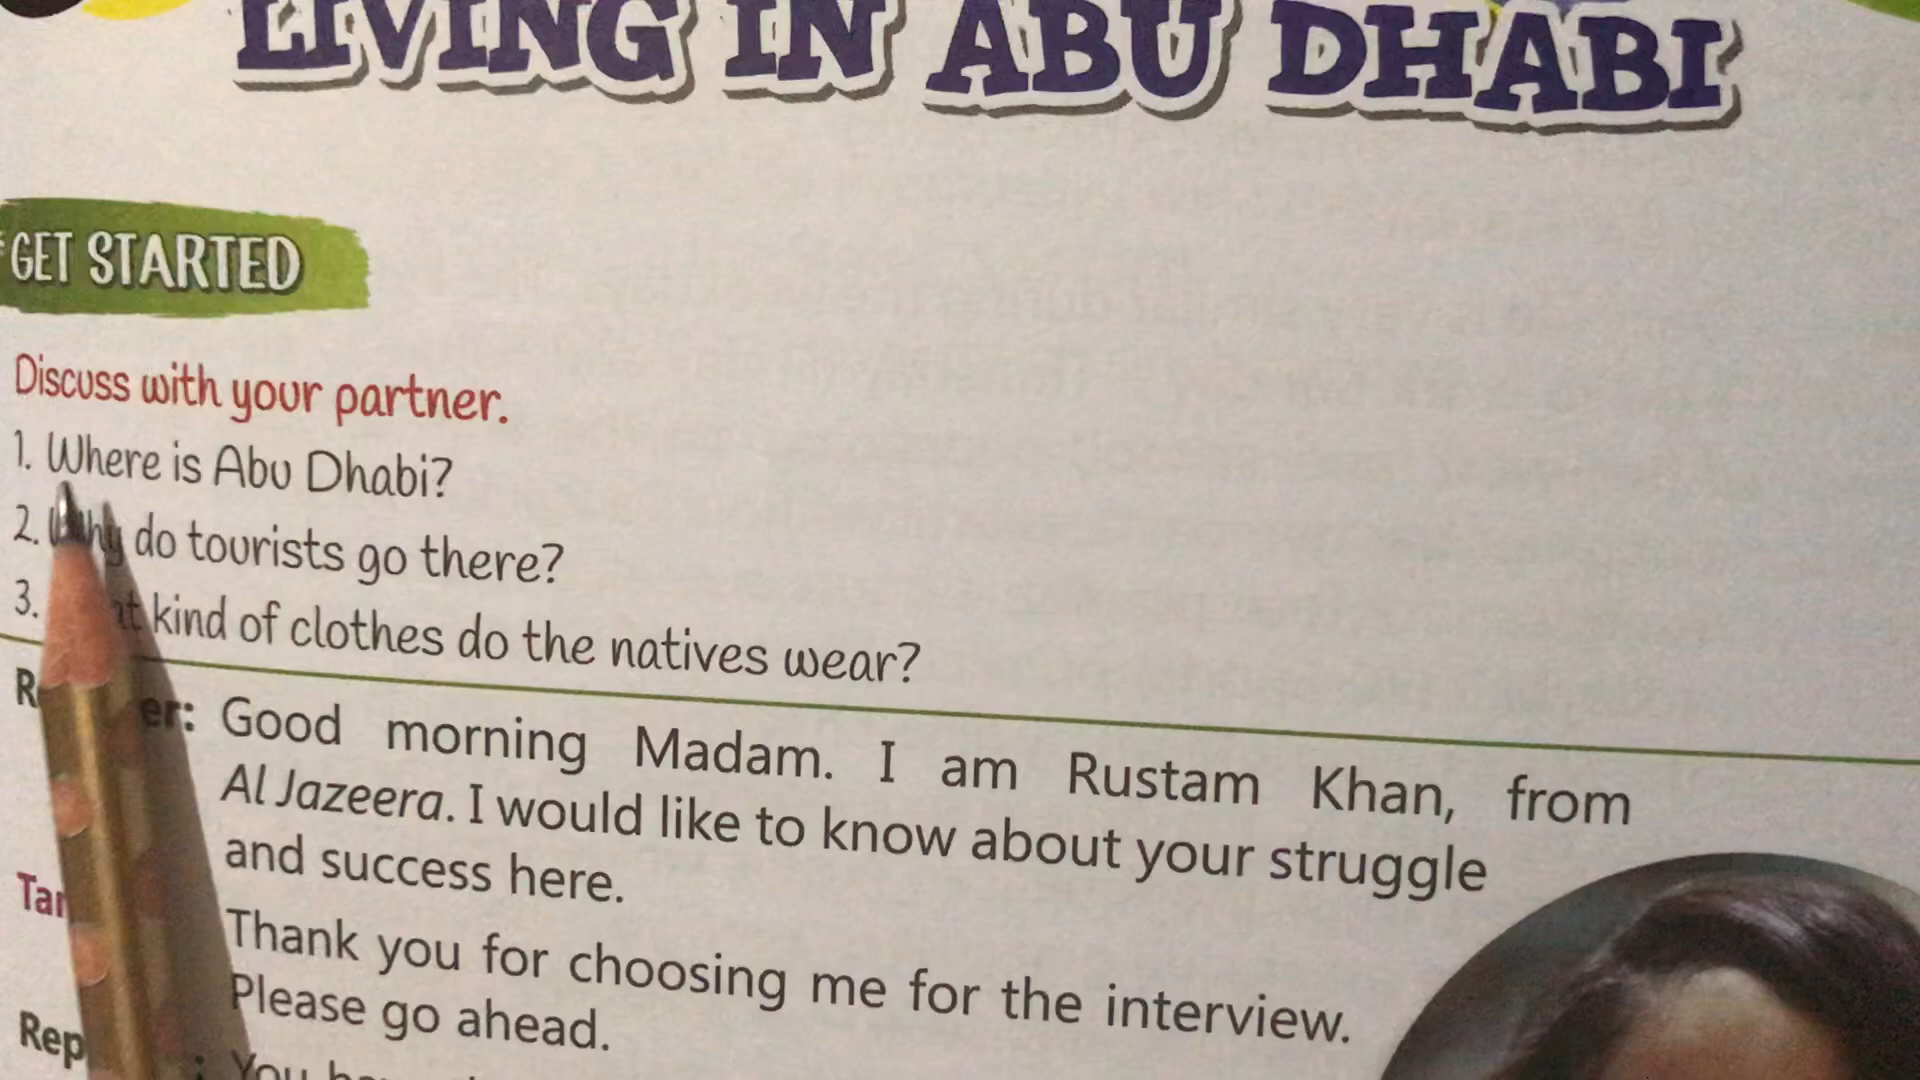 LIVING IN ABU DHABI
GET STARTED
Discuss with your partner.
1. Where is Abu Dhabi?
2. Why do tourists go there?
3. kind of clothes do the natives wear?
Good morning Madam. I am Rustam Khan, from
Al Jazeera. I would like to know about your struggle
and success here.
Thank you for choosing me for the interview.
Please go ahead.
You